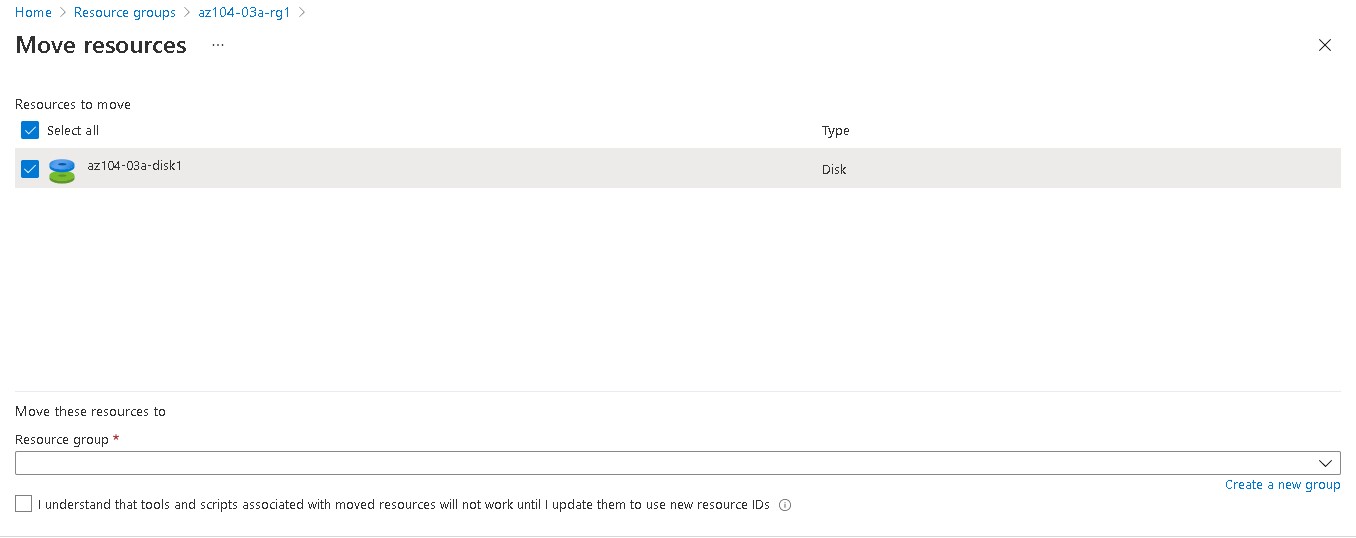 Home > Resource groups > az104-03a-rg1 >
Move resources ...
Resources to move
Select all Type
az104-03a-disk1 Disk
Move these resources to
Resource group *
Create a new group
I understand that tools and scripts associated with moved resources will not work until I update them to use new resource IDs